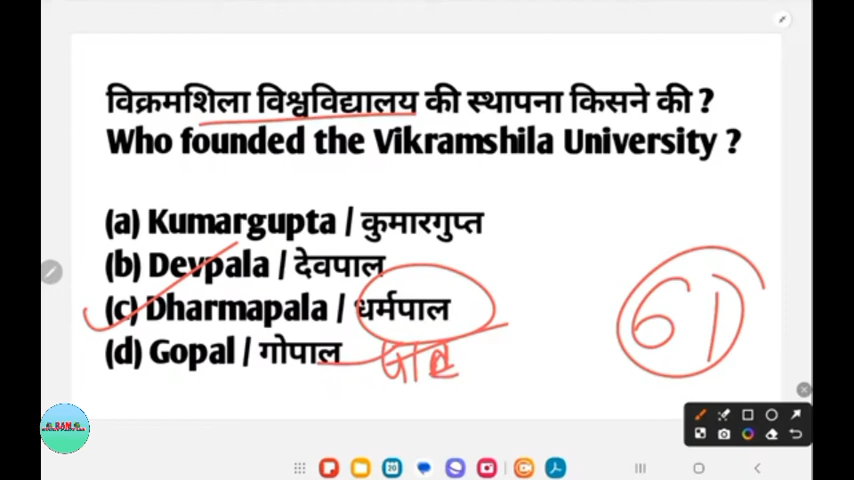 विक्रमशिला विश्वविद्यालय की स्थापना किसने की ?
Who founded the Vikramshila University ?
(a) Kumargupta / कुमारगुप्त
(b) Devpala / देवपाल
(c) Dharmapala / धर्मपाल
(d) Gopal / गोपाल
पाल
61
20